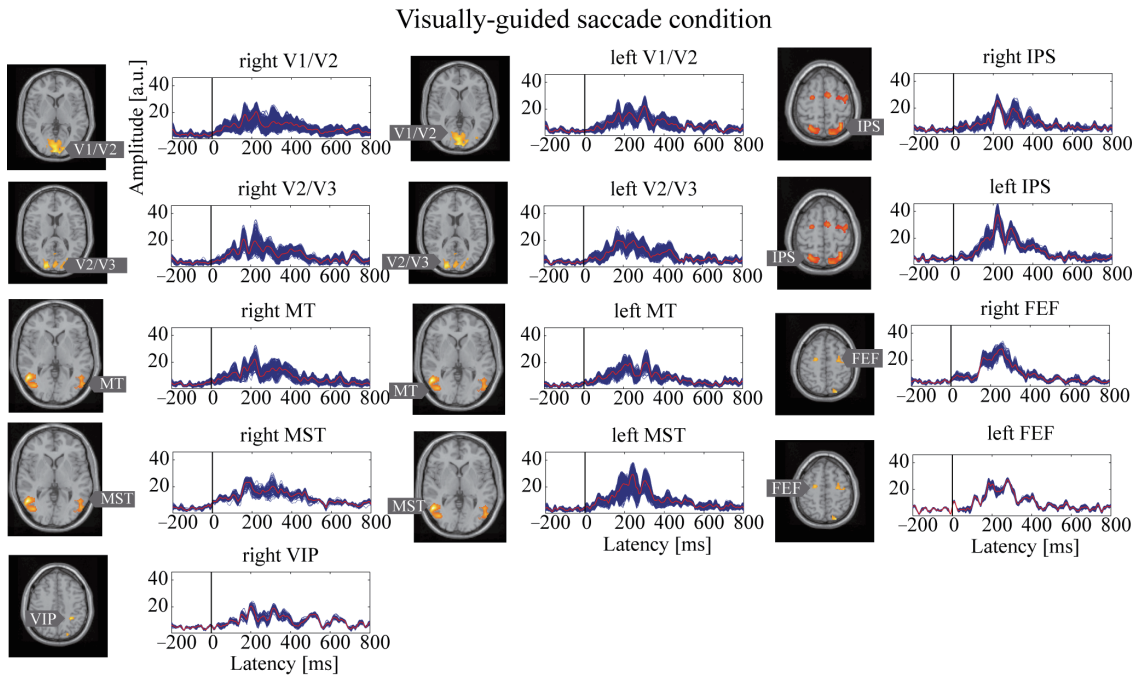 Visually-guided saccade condition
right V1/V2
left V1/V2
right IPS
Amplitude [a.u.]
40
20
V1/V2
−200 0 200 400 600 800
40
20
V1/V2
−200 0 200 400 600 800
40
20
IPS
−200 0 200 400 600 800
right V2/V3
left V2/V3
left IPS
40
20
V2/V3
−200 0 200 400 600 800
40
20
V2/V3
−200 0 200 400 600 800
40
20
IPS
−200 0 200 400 600 800
right MT
left MT
right FEF
40
20
MT
−200 0 200 400 600 800
40
20
MT
−200 0 200 400 600 800
40
20
FEF
−200 0 200 400 600 800
right MST
left MST
left FEF
40
20
MST
−200 0 200 400 600 800
40
20
MST
−200 0 200 400 600 800
Latency [ms]
40
20
FEF
−200 0 200 400 600 800
Latency [ms]
right VIP
40
20
VIP
−200 0 200 400 600 800
Latency [ms]